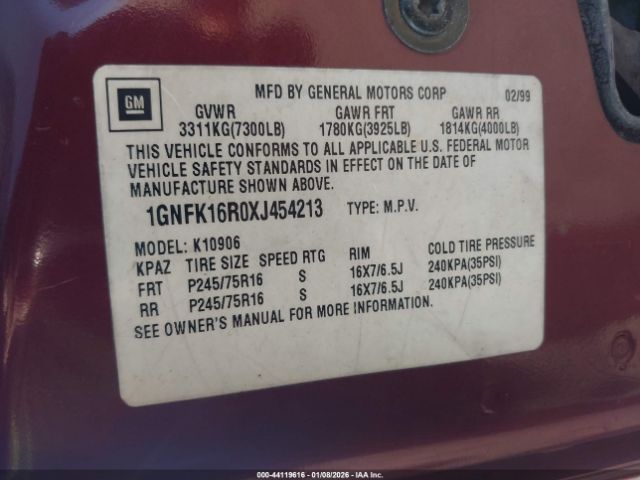 GM
MFD BY GENERAL MOTORS CORP 02/99
GVWR GAWR FRT GAWR RR
3311KG(7300LB) 1780KG(3925LB) 1814KG(4000LB)
THIS VEHICLE CONFORMS TO ALL APPLICABLE U.S. FEDERAL MOTOR
VEHICLE SAFETY STANDARDS IN EFFECT ON THE DATE OF
MANUFACTURE SHOWN ABOVE.
1GNFK16R0XJ454213 TYPE: M.P.V.
MODEL: K10906
KPAZ TIRE SIZE SPEED RTG RIM COLD TIRE PRESSURE
FRT P245/75R16 S 16X7/6.5J 240KPA(35PSI)
RR P245/75R16 S 16X7/6.5J 240KPA(35PSI)
SEE OWNER'S MANUAL FOR MORE INFORMATION.
000-44119616 - 01/08/2026 - IAA Inc.